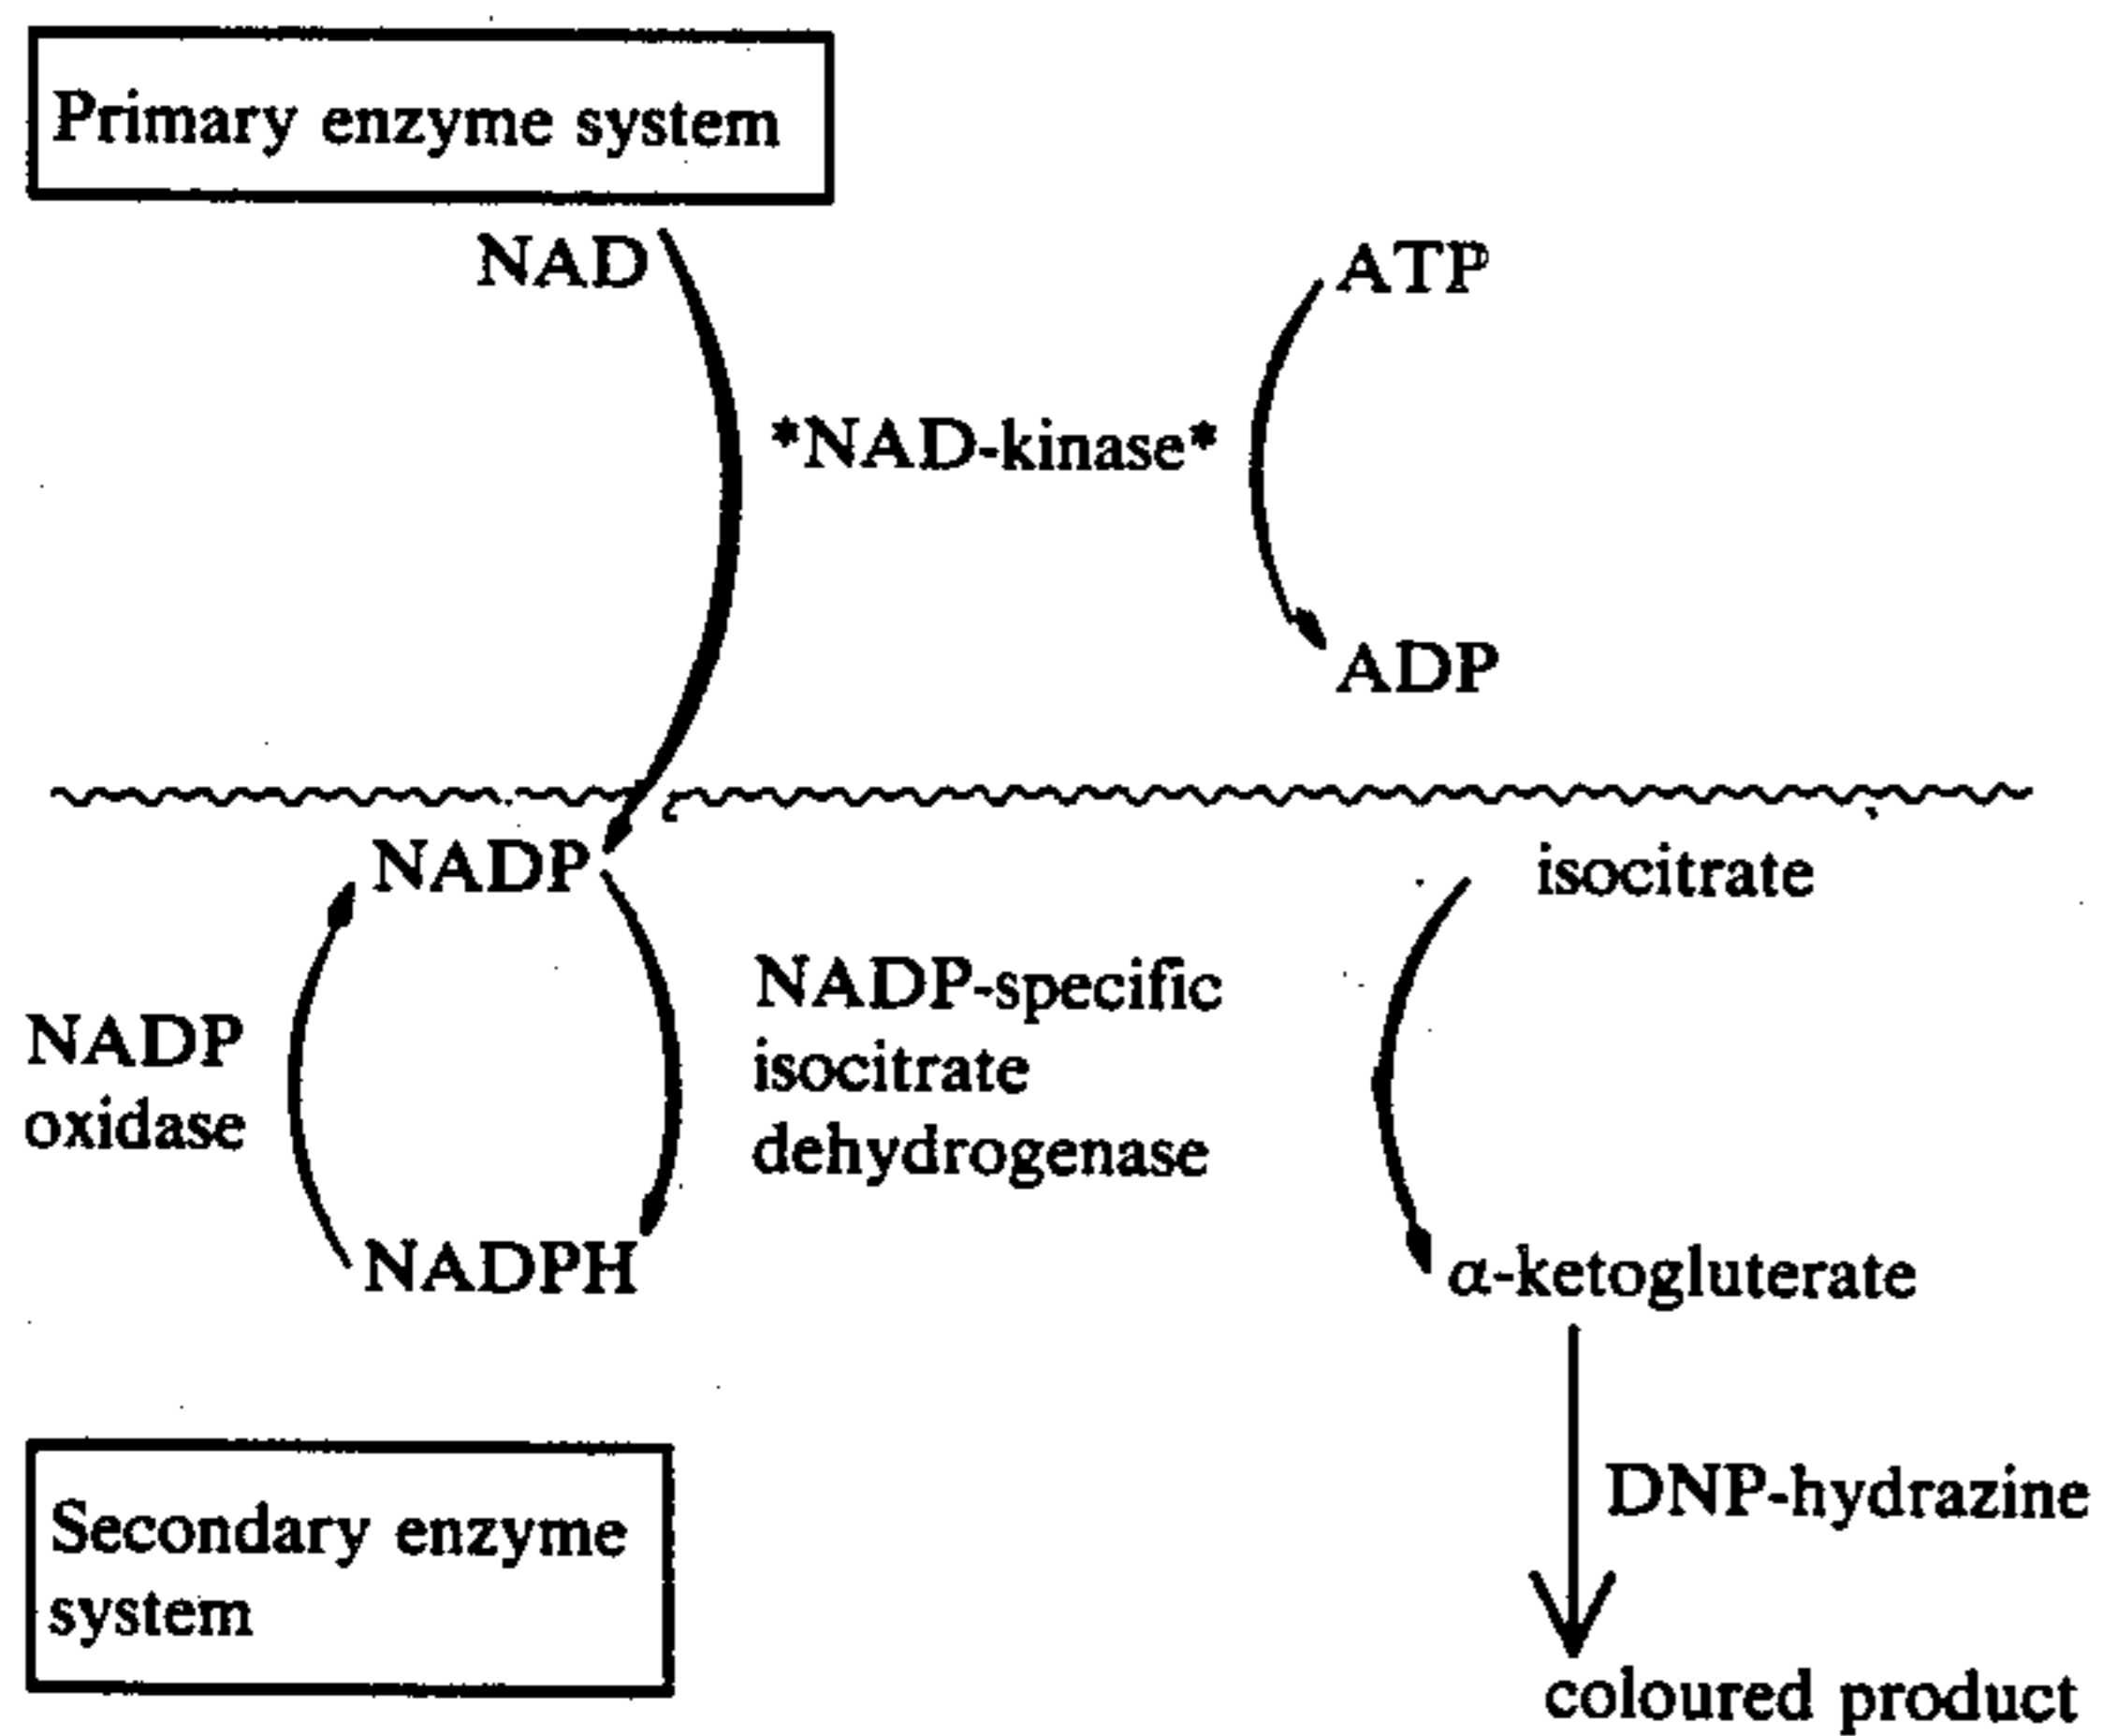 Primary enzyme system
NAD
ATP
*NAD-kinase*
ADP
NADP
isocitrate
NADP
oxidase
NADP-specific
isocitrate
dehydrogenase
NADPH
α-ketogluterate
DNP-hydrazine
Secondary enzyme
system
coloured product